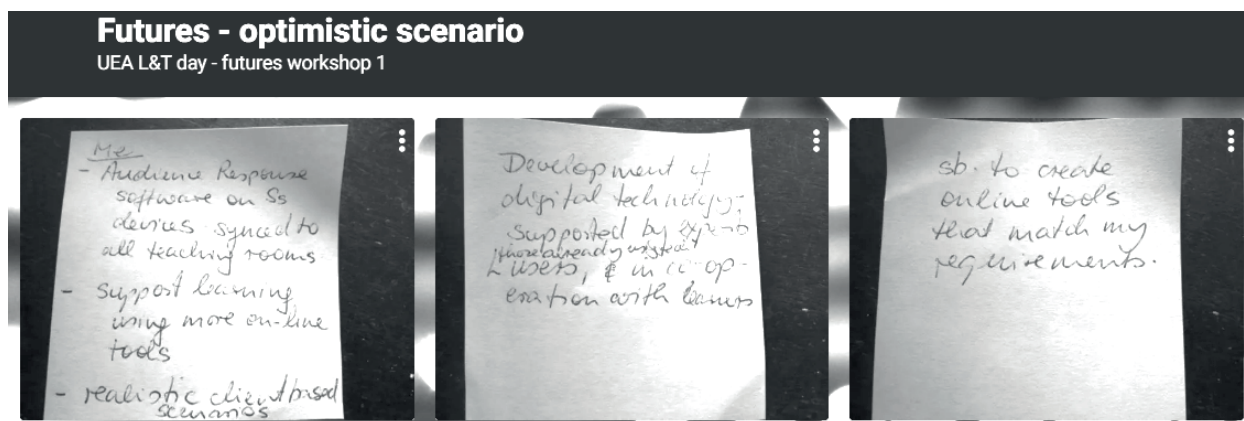 Futures - optimistic scenario
UEA L&T day - futures workshop 1
Me
- Audience Response
software on Ss
devices synced to
all teaching rooms
- support learning
using more on-line
tools
- realistic client based
scenarios
Development of
digital technology-
supported by experts
those already using it
users, & in co-op-
eration with learners
sb. to create
online tools
that match my
requirements.